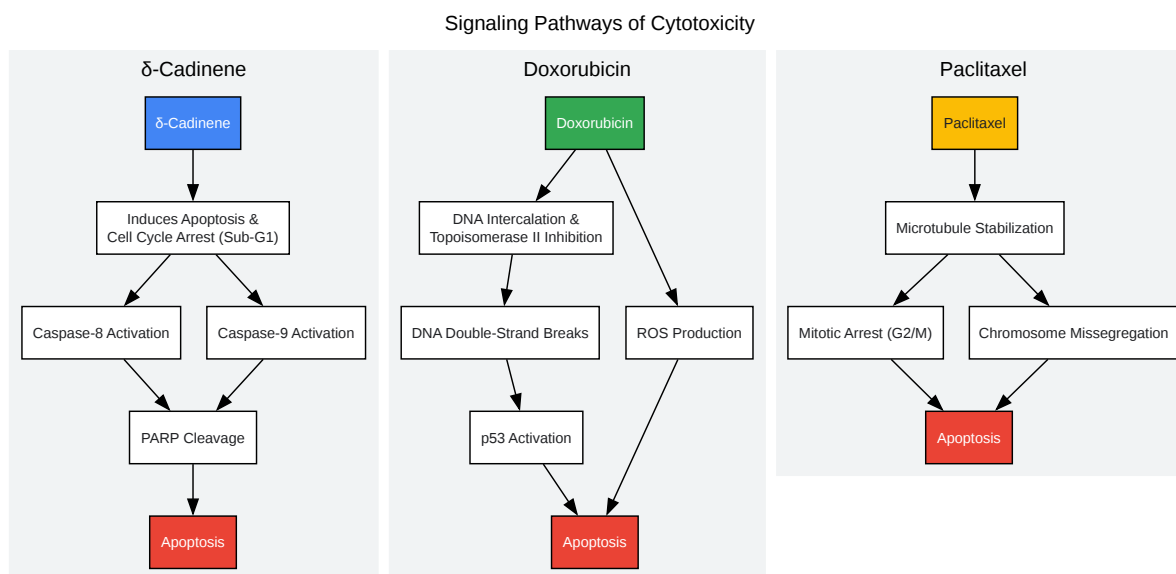 Signaling Pathways of Cytotoxicity
δ-Cadinene
δ-Cadinene
Induces Apoptosis &
Cell Cycle Arrest (Sub-G1)
Caspase-8 Activation
Caspase-9 Activation
PARP Cleavage
Apoptosis
Doxorubicin
Doxorubicin
DNA Intercalation &
Topoisomerase II Inhibition
DNA Double-Strand Breaks
ROS Production
p53 Activation
Apoptosis
Paclitaxel
Paclitaxel
Microtubule Stabilization
Mitotic Arrest (G2/M)
Chromosome Missegregation
Apoptosis